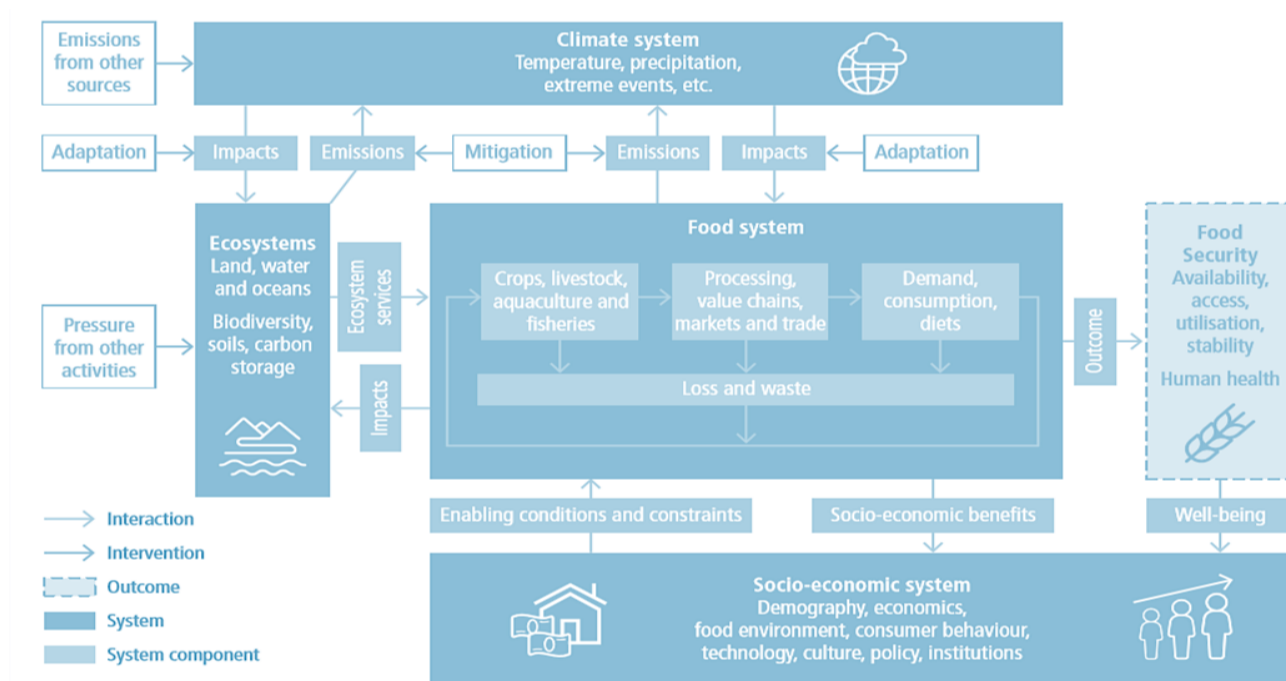 Emissions
from other
sources
Climate system
Temperature, precipitation,
extreme events, etc.
Adaptation
Impacts
Emissions
Mitigation
Emissions
Impacts
Adaptation
Ecosystems
Land, water
and oceans
Biodiversity,
soils, carbon
storage
Pressure
from other
activities
Ecosystem
services
Impacts
Food system
Crops, livestock,
aquaculture and
fisheries
Processing,
value chains,
markets and trade
Demand,
consumption,
diets
Loss and waste
Outcome
Food
Security
Availability,
access,
utilisation,
stability
Human health
Enabling conditions and constraints
Socio-economic benefits
Well-being
Socio-economic system
Demography, economics,
food environment, consumer behaviour,
technology, culture, policy, institutions
Interaction
Intervention
Outcome
System
System component